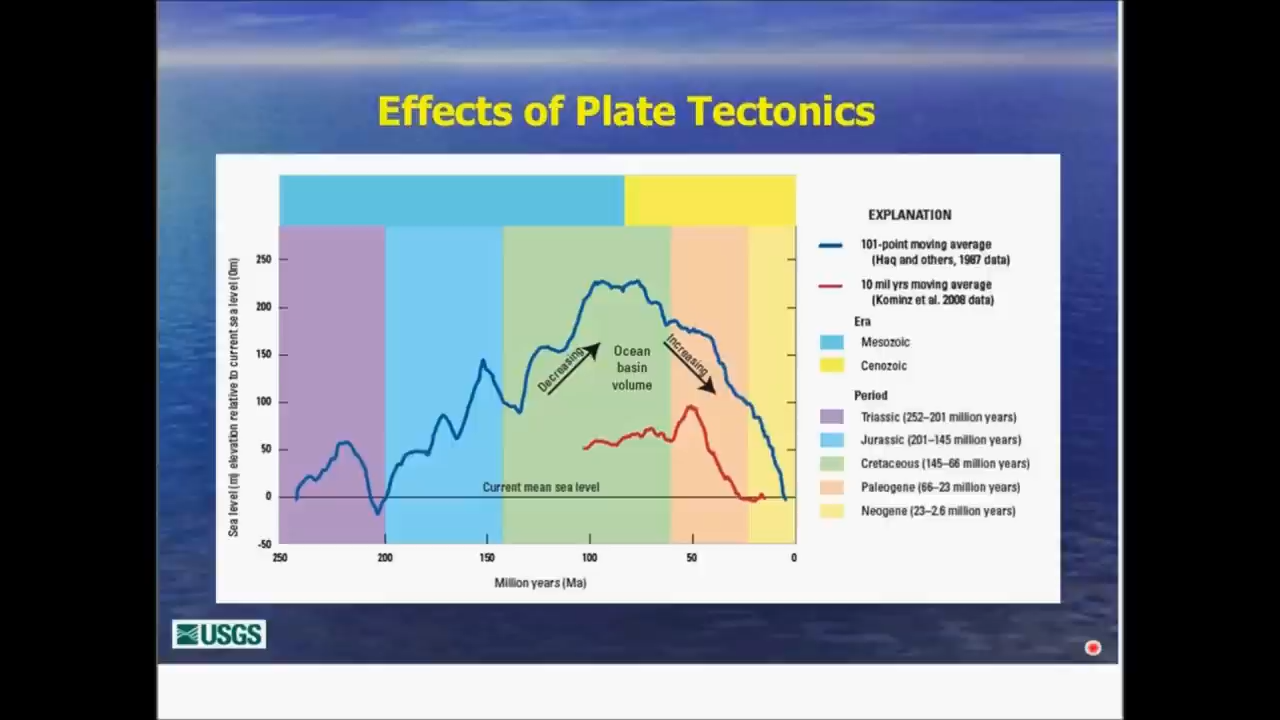 Effects of Plate Tectonics
EXPLANATION
101-point moving average
(Haq and others, 1987 data)
10 mil yrs moving average
(Kominz et al. 2008 data)
Era
Mesozoic
Cenozoic
Period
Triassic (252–201 million years)
Jurassic (201–145 million years)
Cretaceous (145–66 million years)
Paleogene (66–23 million years)
Neogene (23–2.6 million years)
Sea level (m) elevation relative to current sea level (0m)
250
200
150
100
50
0
-50
Decreasing
Ocean
basin
volume
Increasing
Current mean sea level
250 200 150 100 50 0
Million years (Ma)
USGS